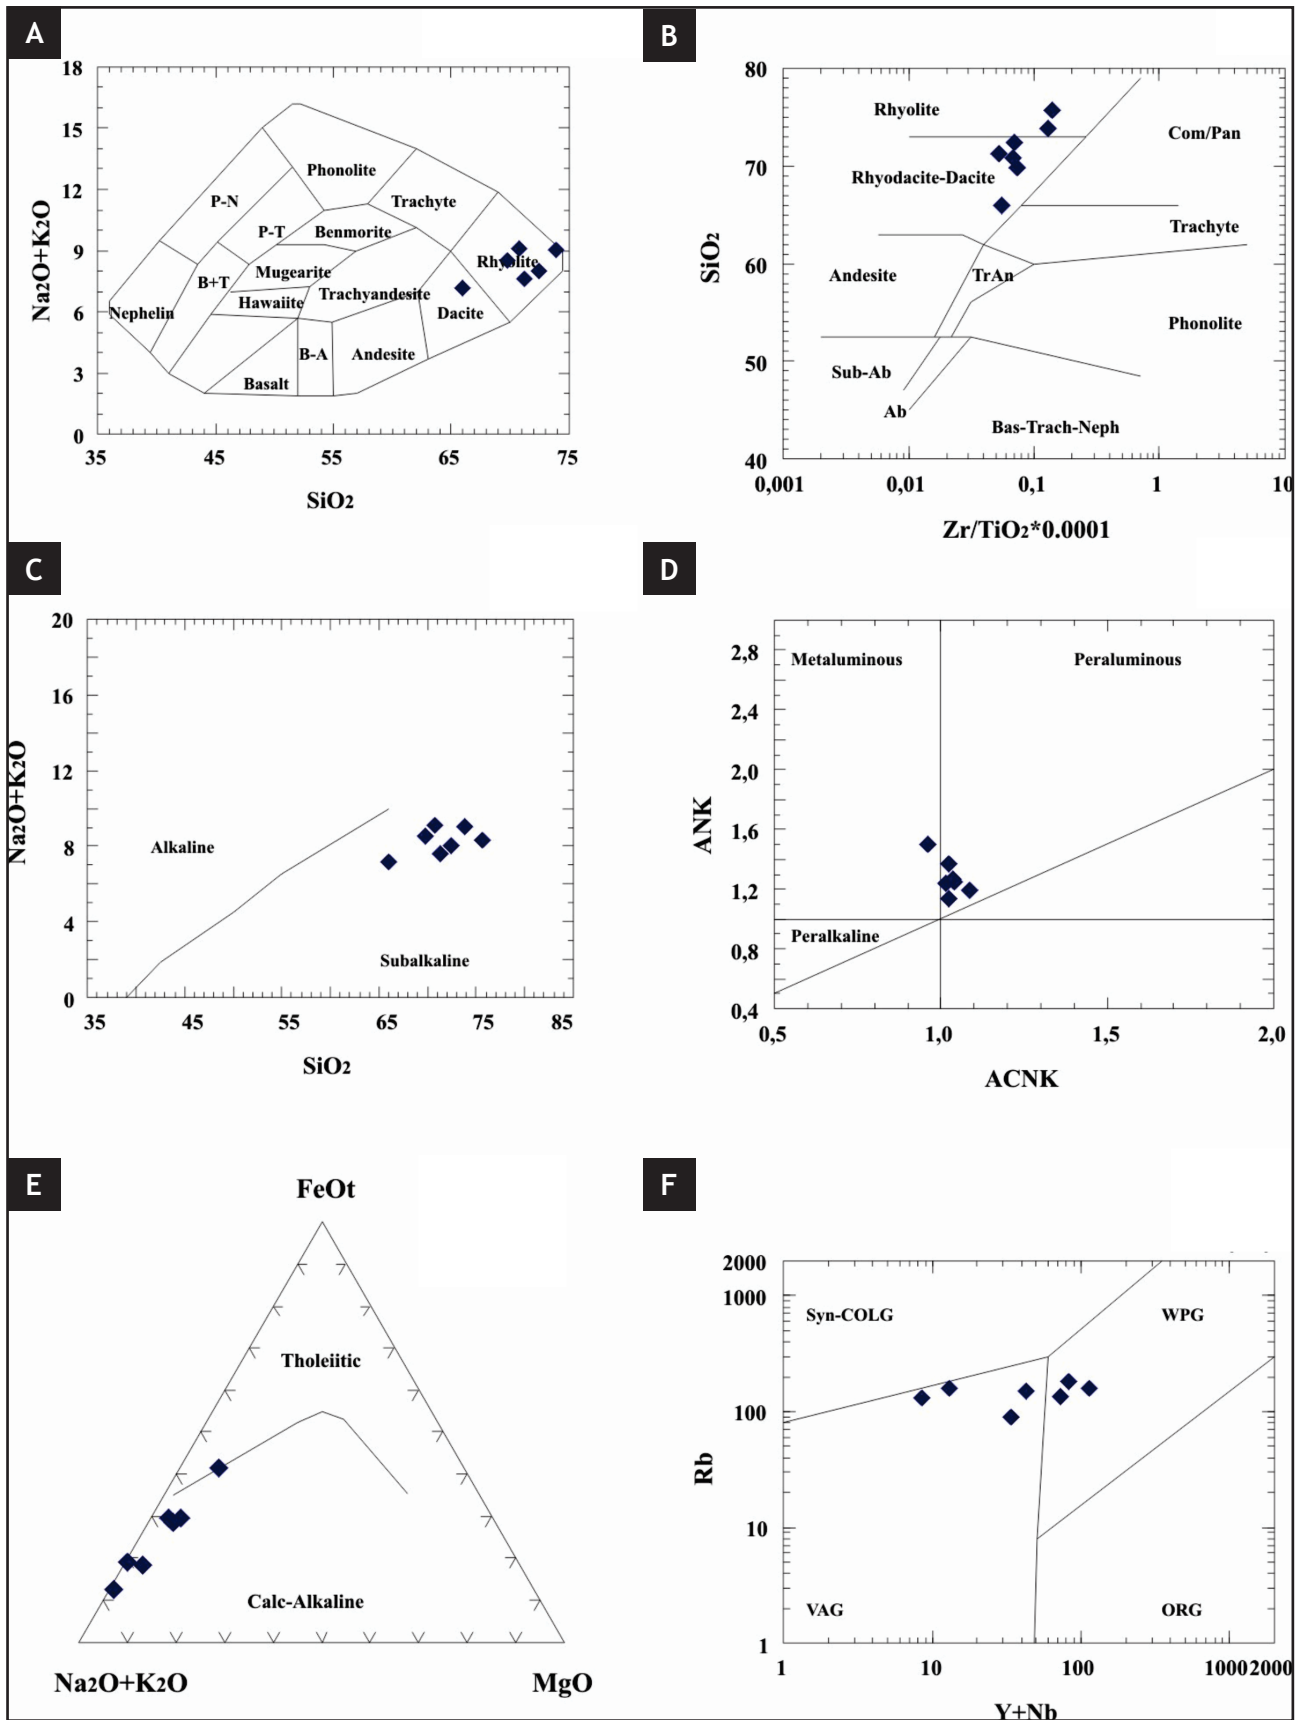 A
18
15
12
9
6
3
0
Na2O+K2O
Phonolite
P-N
Trachyte
P-T
Benmorite
Rhyolite
Mugearite
B+T
Trachyandesite
Hawaiite
Nephelin
Dacite
B-A
Andesite
Basalt
35 45 55 65 75
SiO2
B
80
70
60
50
40
SiO2
Rhyolite
Com/Pan
Rhyodacite-Dacite
Trachyte
Andesite
TrAn
Phonolite
Sub-Ab
Ab
Bas-Trach-Neph
0,001 0,01 0,1 1 10
Zr/TiO2*0.0001
C
20
16
12
8
4
0
Na2O+K2O
Alkaline
Subalkaline
35 45 55 65 75 85
SiO2
D
2,8
2,4
2,0
1,6
1,2
0,8
0,4
ANK
Metaluminous
Peraluminous
Peralkaline
0,5 1,0 1,5 2,0
ACNK
E
FeOt
Tholeiitic
Calc-Alkaline
Na2O+K2O
MgO
F
2000
1000
100
10
1
Rb
Syn-COLG
WPG
VAG
ORG
1 10 100 1000 2000
Y+Nb